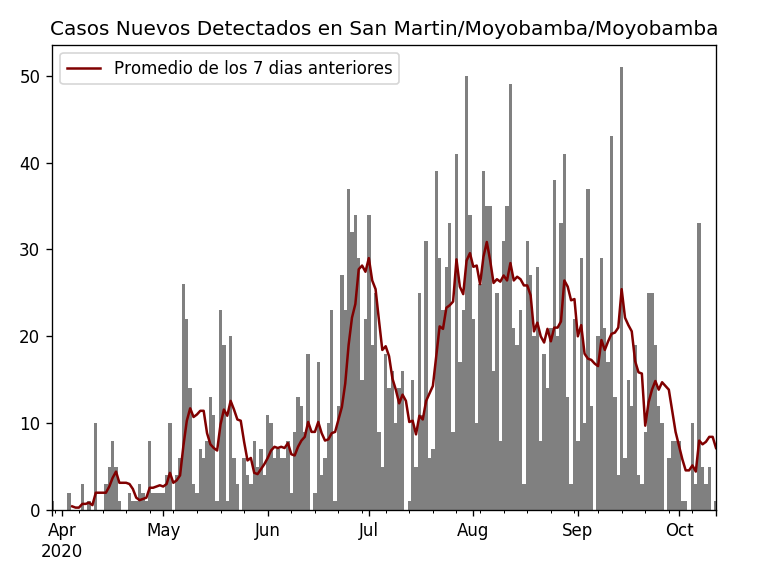 Casos Nuevos Detectados en San Martin/Moyobamba/Moyobamba
Promedio de los 7 dias anteriores
50
40
30
20
10
0
Apr May Jun Jul Aug Sep Oct
2020